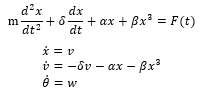 m d²x/dt² + δ dx/dt + αx + βx³ = F(t)
ẋ = v
v̇ = −δv − αx − βx³
θ̇ = w